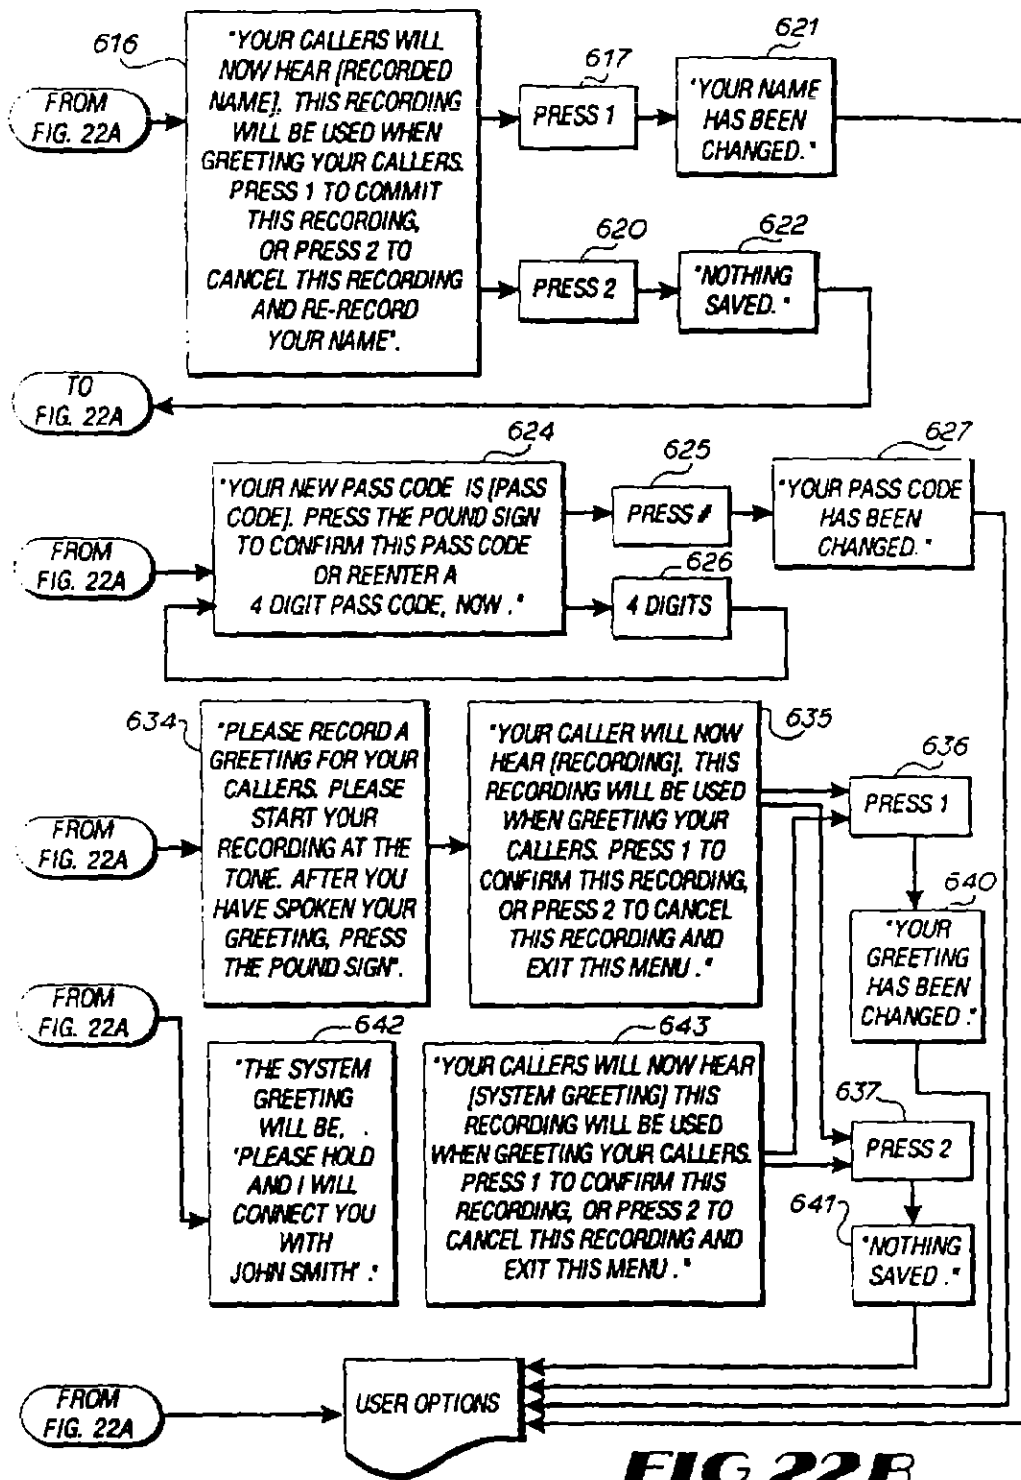 616
"YOUR CALLERS WILL
NOW HEAR [RECORDED
NAME]. THIS RECORDING
WILL BE USED WHEN
GREETING YOUR CALLERS.
PRESS 1 TO COMMIT
THIS RECORDING,
OR PRESS 2 TO
CANCEL THIS RECORDING
AND RE-RECORD
YOUR NAME".
FROM
FIG. 22A
617
PRESS 1
621
"YOUR NAME
HAS BEEN
CHANGED."
620
PRESS 2
622
"NOTHING
SAVED."
TO
FIG. 22A
624
"YOUR NEW PASS CODE IS [PASS
CODE]. PRESS THE POUND SIGN
TO CONFIRM THIS PASS CODE
OR REENTER A
4 DIGIT PASS CODE, NOW ."
FROM
FIG. 22A
625
PRESS #
627
"YOUR PASS CODE
HAS BEEN
CHANGED."
626
4 DIGITS
634
"PLEASE RECORD A
GREETING FOR YOUR
CALLERS. PLEASE
START YOUR
RECORDING AT THE
TONE. AFTER YOU
HAVE SPOKEN YOUR
GREETING, PRESS
THE POUND SIGN".
FROM
FIG. 22A
635
"YOUR CALLER WILL NOW
HEAR [RECORDING]. THIS
RECORDING WILL BE USED
WHEN GREETING YOUR
CALLERS. PRESS 1 TO
CONFIRM THIS RECORDING,
OR PRESS 2 TO CANCEL
THIS RECORDING AND
EXIT THIS MENU ."
636
PRESS 1
640
"YOUR
GREETING
HAS BEEN
CHANGED ."
FROM
FIG. 22A
642
"THE SYSTEM
GREETING
WILL BE, .
'PLEASE HOLD
AND I WILL
CONNECT YOU
WITH
JOHN SMITH' ."
643
"YOUR CALLERS WILL NOW HEAR
[SYSTEM GREETING] THIS
RECORDING WILL BE USED
WHEN GREETING YOUR CALLERS.
PRESS 1 TO CONFIRM THIS
RECORDING, OR PRESS 2 TO
CANCEL THIS RECORDING AND
EXIT THIS MENU ."
637
PRESS 2
641
"NOTHING
SAVED ."
FROM
FIG. 22A
USER OPTIONS
FIG 22B